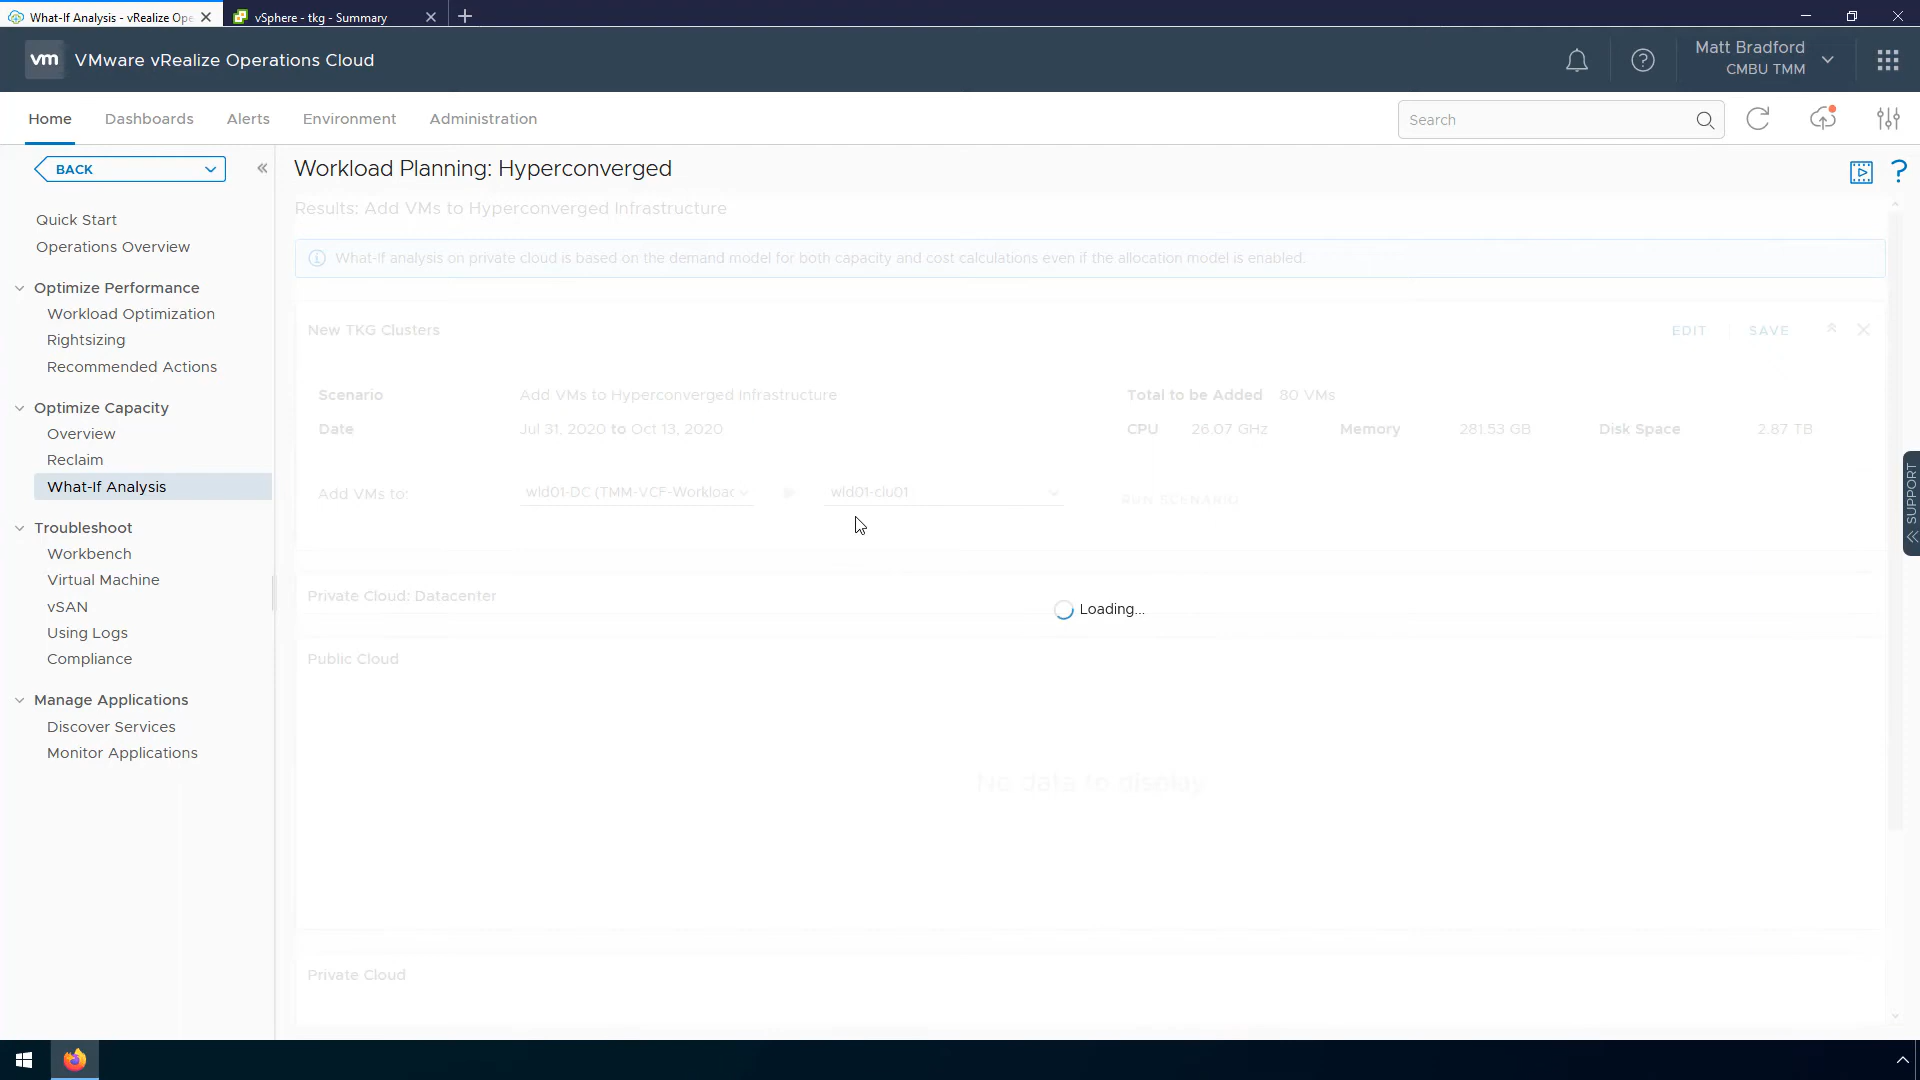 What-If Analysis - vRealize Ope
vSphere - tkg - Summary
vm VMware vRealize Operations Cloud
Matt Bradford
CMBU TMM
Home Dashboards Alerts Environment Administration
Search
BACK
Workload Planning: Hyperconverged
Results: Add VMs to Hyperconverged Infrastructure
Quick Start
Operations Overview
What-If analysis on private cloud is based on the demand model for both capacity and cost calculations even if the allocation model is enabled.
Optimize Performance
Workload Optimization
Rightsizing
Recommended Actions
Optimize Capacity
Overview
Reclaim
What-If Analysis
Troubleshoot
Workbench
Virtual Machine
vSAN
Using Logs
Compliance
Manage Applications
Discover Services
Monitor Applications
New TKG Clusters
EDIT SAVE
Scenario Add VMs to Hyperconverged Infrastructure Total to be Added 80 VMs
Date Jul 31, 2020 to Oct 13, 2020 CPU 26.07 GHz Memory 281.53 GB Disk Space 2.87 TB
Add VMs to: wld01-DC (TMM-VCF-Workload wld01-clu01 RUN SCENARIO
Private Cloud: Datacenter
Loading...
Public Cloud
No data to display
Private Cloud
SUPPORT